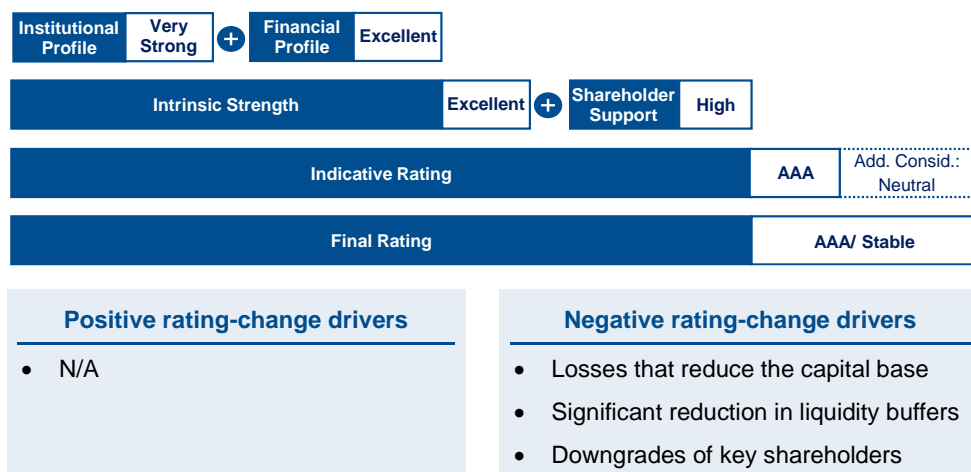 Institutional Profile Very Strong + Financial Profile Excellent
Intrinsic Strength Excellent + Shareholder Support High
Indicative Rating AAA Add. Consid.: Neutral
Final Rating AAA/ Stable
Positive rating-change drivers
• N/A
Negative rating-change drivers
• Losses that reduce the capital base
• Significant reduction in liquidity buffers
• Downgrades of key shareholders